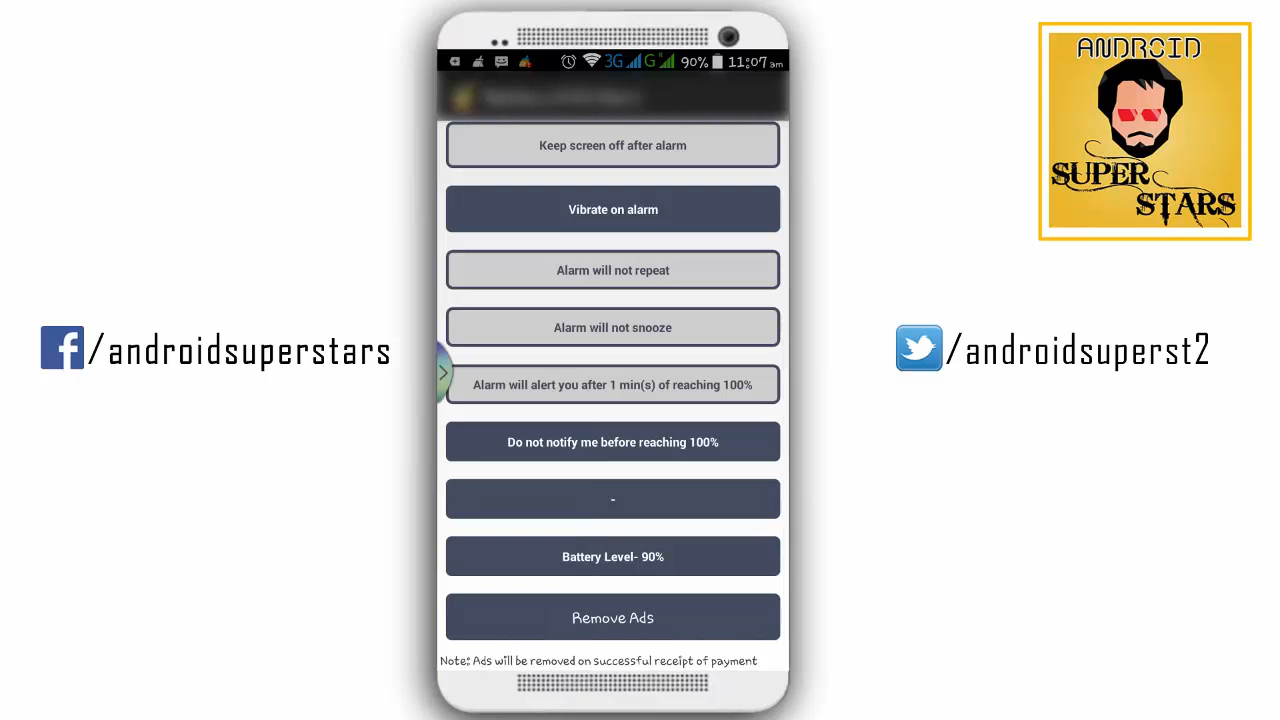 3G G 90% 11:07 am
Keep screen off after alarm
Vibrate on alarm
Alarm will not repeat
Alarm will not snooze
Alarm will alert you after 1 min(s) of reaching 100%
Do not notify me before reaching 100%
-
Battery Level- 90%
Remove Ads
Note: Ads will be removed on successful receipt of payment
f/androidsuperstars
/androidsuperst2
ANDROID
SUPER
STARS